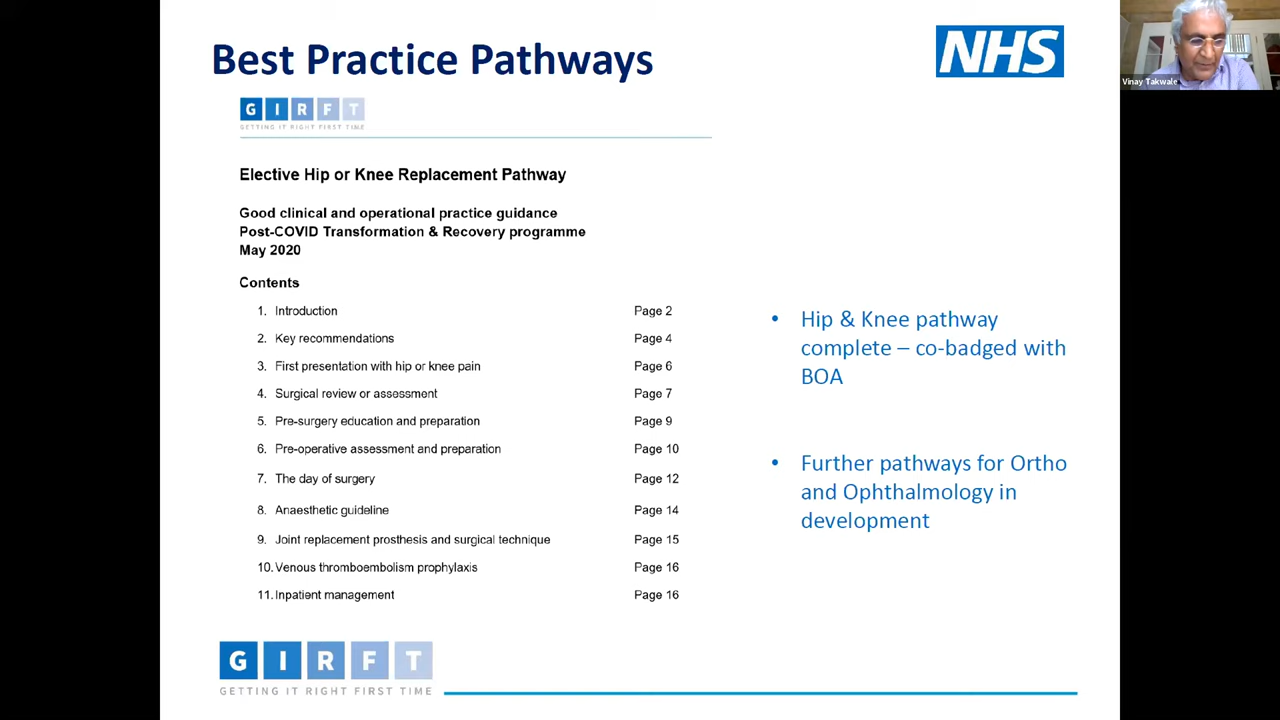 Best Practice Pathways
NHS
Vinay Takwale
G I R F T
GETTING IT RIGHT FIRST TIME
Elective Hip or Knee Replacement Pathway
Good clinical and operational practice guidance
Post-COVID Transformation & Recovery programme
May 2020
Contents
1. Introduction Page 2
2. Key recommendations Page 4
3. First presentation with hip or knee pain Page 6
4. Surgical review or assessment Page 7
5. Pre-surgery education and preparation Page 9
6. Pre-operative assessment and preparation Page 10
7. The day of surgery Page 12
8. Anaesthetic guideline Page 14
9. Joint replacement prosthesis and surgical technique Page 15
10. Venous thromboembolism prophylaxis Page 16
11. Inpatient management Page 16
• Hip & Knee pathway
complete – co-badged with
BOA
• Further pathways for Ortho
and Ophthalmology in
development
G I R F T
GETTING IT RIGHT FIRST TIME